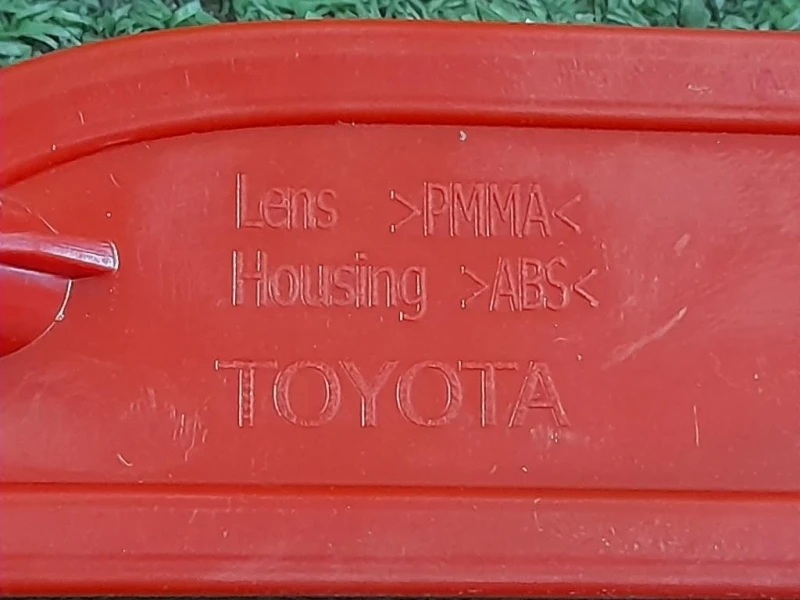 Lens >PMMA<
Housing >ABS<
TOYOTA